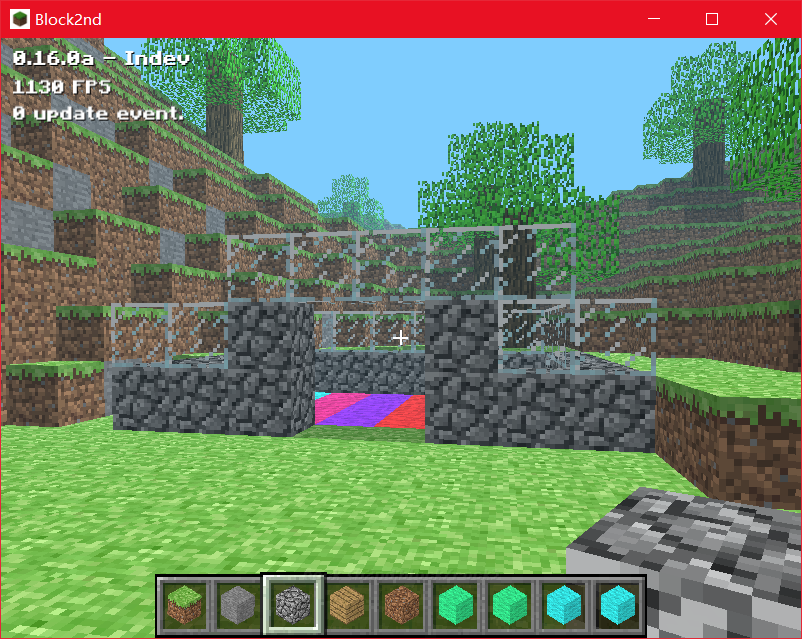 Block2nd
0.16.0a - Indev
1130 FPS
0 update event.